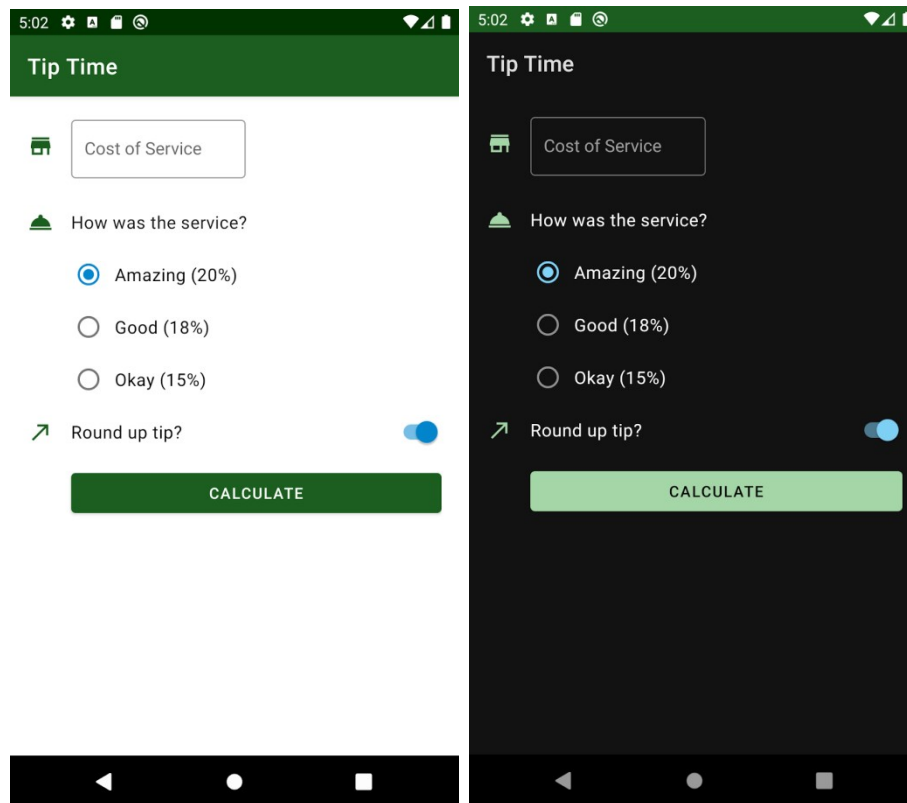 5:02
Tip Time
Cost of Service
How was the service?
Amazing (20%)
Good (18%)
Okay (15%)
Round up tip?
CALCULATE
5:02
Tip Time
Cost of Service
How was the service?
Amazing (20%)
Good (18%)
Okay (15%)
Round up tip?
CALCULATE